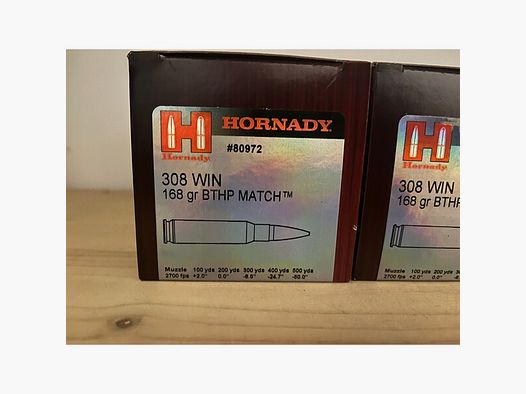 HORNADY.
Hornady.
#80972
308 WIN
168 gr BTHP MATCH™
Muzzle 100 yds 200 yds 300 yds 400 yds 500 yds
2700 fps +2.0" 0.0" -8.5" -24.7" -50.0"
H
Hornady.
308 WIN
168 gr BTHP
Muzzle 100 yds 200 yds
2700 fps +2.0" 0.0"